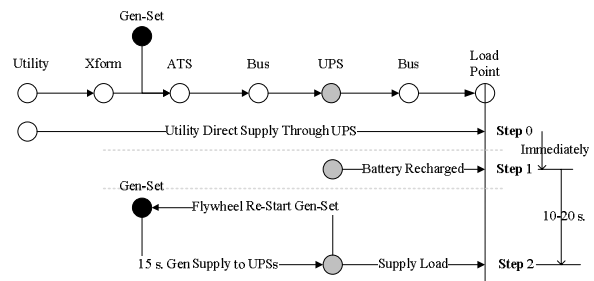 Gen-Set
Utility Xform ATS Bus UPS Bus Load Point
Utility Direct Supply Through UPS Step 0
Immediately
Battery Recharged Step 1
Gen-Set
Flywheel Re-Start Gen-Set
10-20 s.
15 s. Gen Supply to UPSs Supply Load Step 2